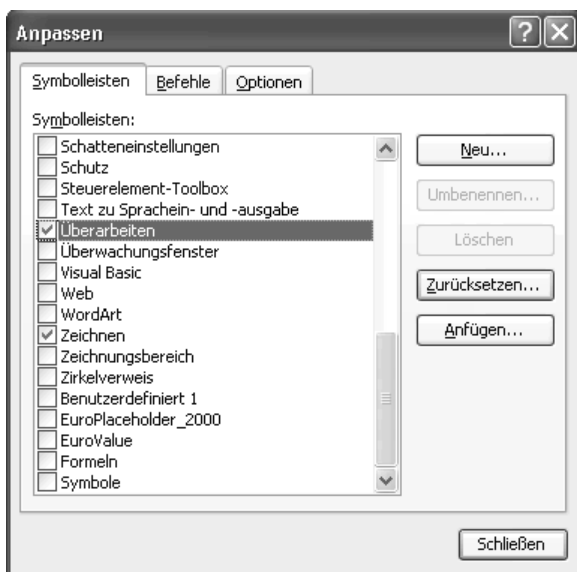 Anpassen
Symbolleisten Befehle Optionen
Symbolleisten:
Schatteneinstellungen
Schutz
Steuerelement-Toolbox
Text zu Sprachein- und -ausgabe
Überarbeiten
Überwachungsfenster
Visual Basic
Web
WordArt
Zeichnen
Zeichnungsbereich
Zirkelverweis
Benutzerdefiniert 1
EuroPlaceholder_2000
EuroValue
Formeln
Symbole
Neu...
Umbenennen...
Löschen
Zurücksetzen...
Anfügen...
Schließen